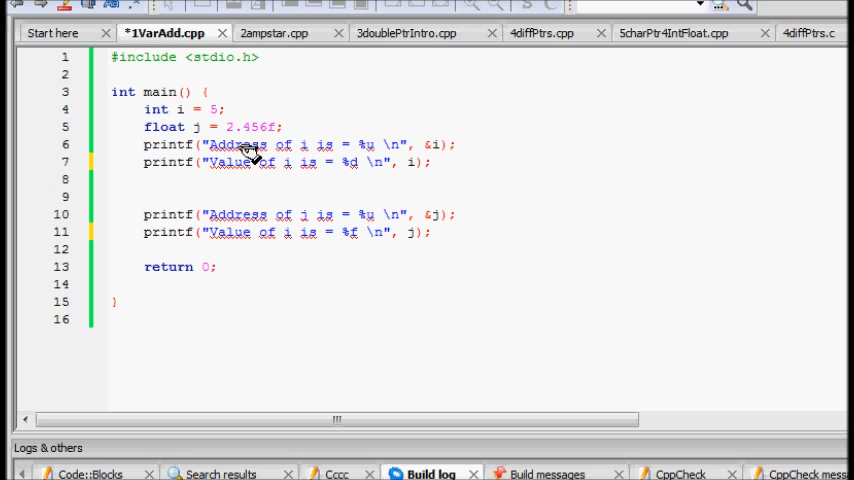 Start here *1VarAdd.cpp 2ampstar.cpp 3doublePtrIntro.cpp 4diffPtrs.cpp 5charPtr4IntFloat.cpp 4diffPtrs.c
1 #include <stdio.h>
2
3 int main() {
4 int i = 5;
5 float j = 2.456f;
6 printf("Address of i is = %u \n", &i);
7 printf("Value of i is = %d \n", i);
8
9
10 printf("Address of j is = %u \n", &j);
11 printf("Value of i is = %f \n", j);
12
13 return 0;
14
15 }
16
Logs & others
Code::Blocks Search results Cccc Build log Build messages CppCheck CppCheck messages